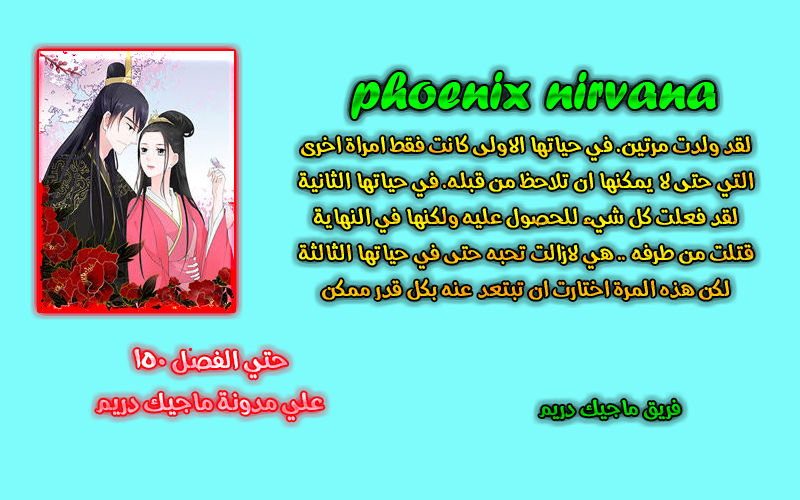 phoenix nirvana
لقد ولدت مرتين. في حياتها الاولى كانت فقط امراة اخرى
التي حتى لا يمكنها ان تلاحظ من قبله. في حياتها الثانية
لقد فعلت كل شيء للحصول عليه ولكنها في النهاية
قتلت من طرفه .. هي لازالت تحبه حتى في حياتها الثالثة
لكن هذه المرة اختارت ان تبتعد عنه بكل قدر ممكن
حتي الفصل ١٥٠
علي مدونة ماجيك دريم
فريق ماجيك دريم